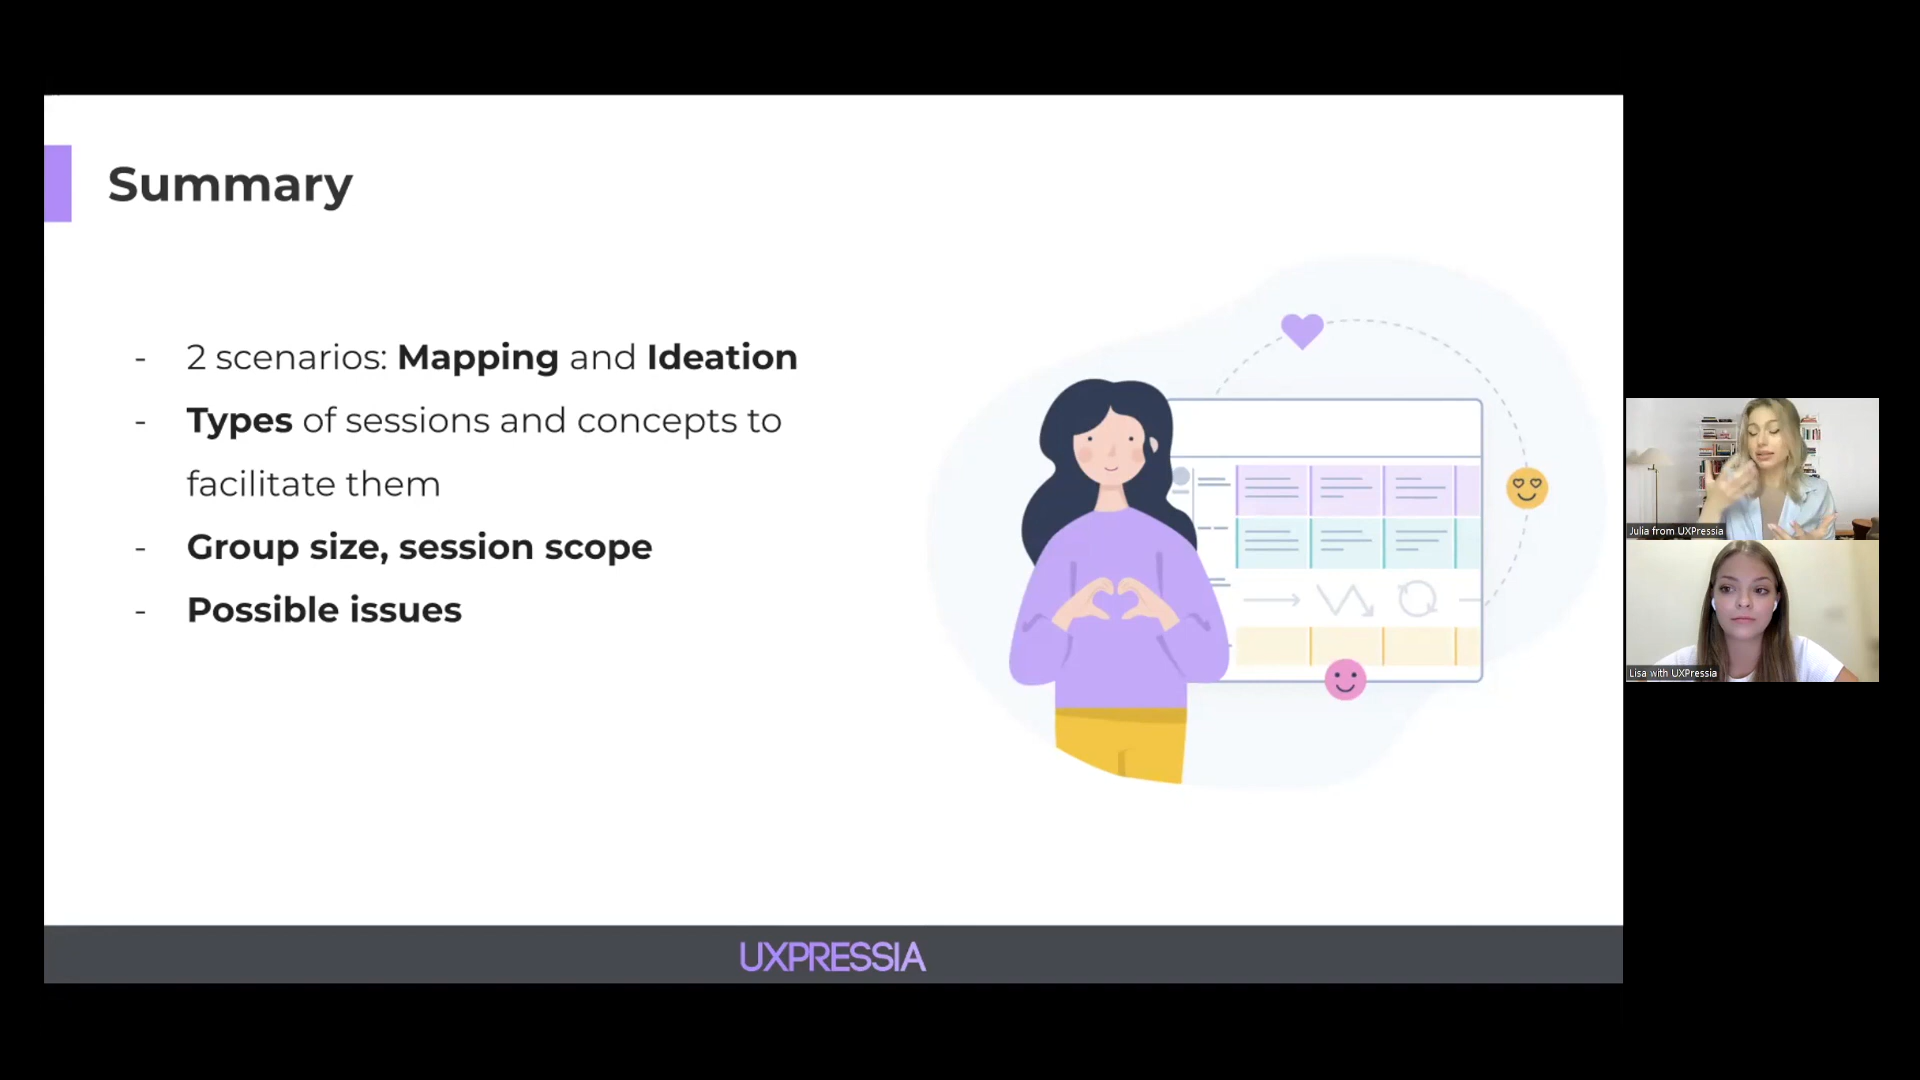 Summary
- 2 scenarios: Mapping and Ideation
- Types of sessions and concepts to
facilitate them
- Group size, session scope
- Possible issues
UXPRESSIA
Julia from UXPressia
Lisa with UXPressia